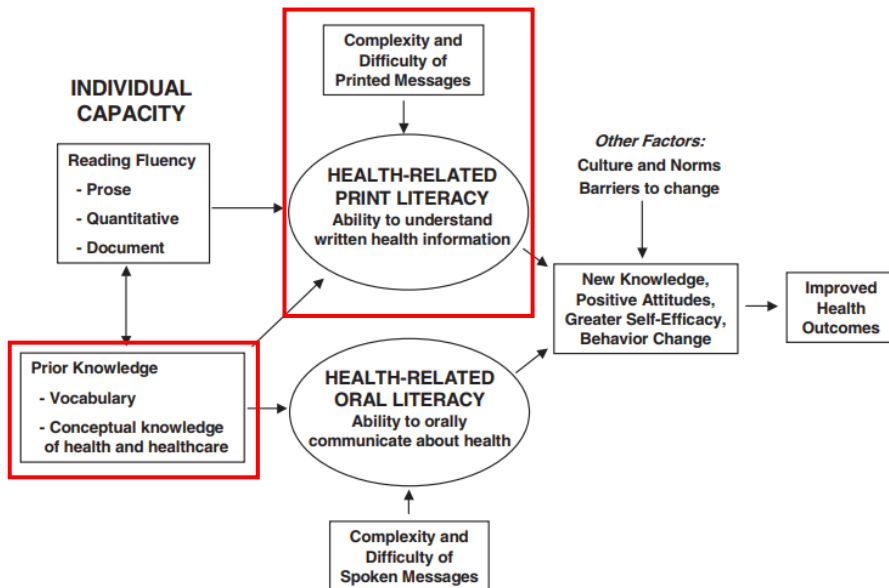 Complexity and
Difficulty of
Printed Messages
INDIVIDUAL
CAPACITY
Reading Fluency
- Prose
- Quantitative
- Document
HEALTH-RELATED
PRINT LITERACY
Ability to understand
written health information
Other Factors:
Culture and Norms
Barriers to change
New Knowledge,
Positive Attitudes,
Greater Self-Efficacy,
Behavior Change
Improved
Health
Outcomes
Prior Knowledge
- Vocabulary
- Conceptual knowledge
of health and healthcare
HEALTH-RELATED
ORAL LITERACY
Ability to orally
communicate about health
Complexity and
Difficulty of
Spoken Messages